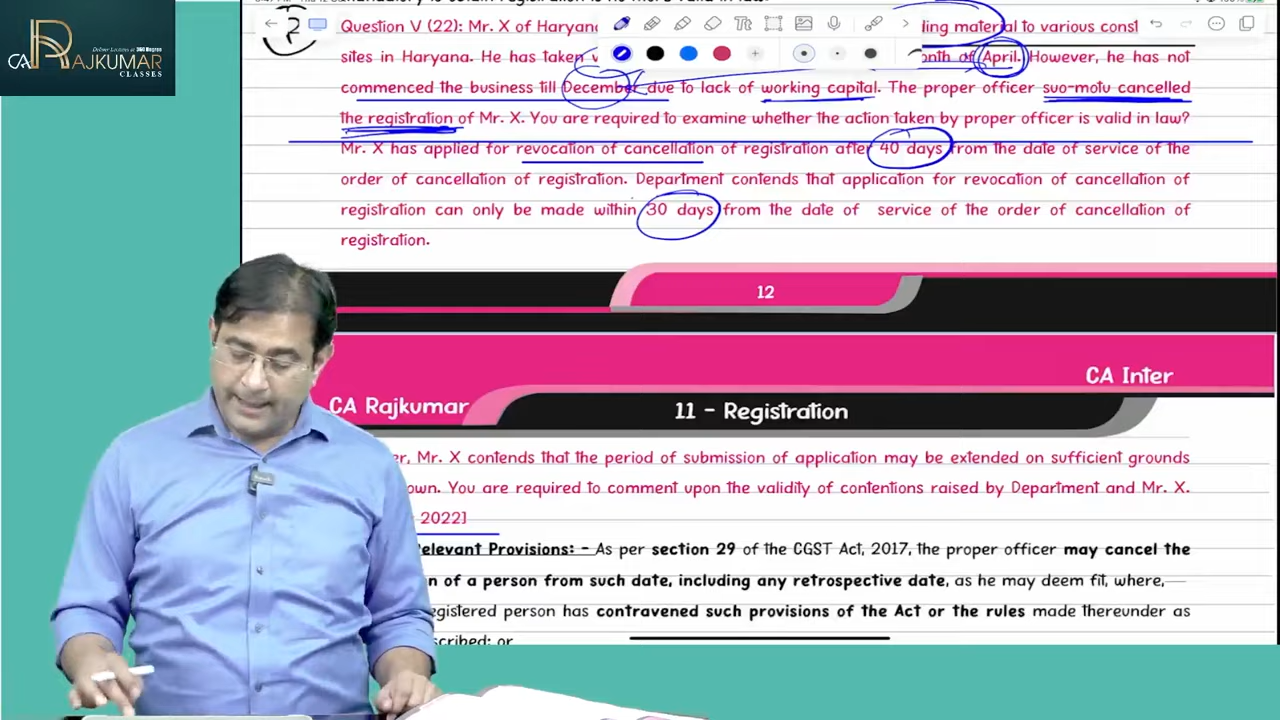 Question V (22): Mr. X of Haryana ding material to various const
sites in Haryana. He has taken onth of April. However, he has not
commenced the business till December due to lack of working capital. The proper officer suo-motu cancelled
the registration of Mr. X. You are required to examine whether the action taken by proper officer is valid in law?
Mr. X has applied for revocation of cancellation of registration after 40 days from the date of service of the
order of cancellation of registration. Department contends that application for revocation of cancellation of
registration can only be made within 30 days from the date of service of the order of cancellation of
registration.
Deliver Lectures at 360 Degree
CA RAJKUMAR
CLASSES
12
CA Inter
CA Rajkumar
11 - Registration
er, Mr. X contends that the period of submission of application may be extended on sufficient grounds
own. You are required to comment upon the validity of contentions raised by Department and Mr. X.
2022]
Relevant Provisions: - As per section 29 of the CGST Act, 2017, the proper officer may cancel the
n of a person from such date, including any retrospective date, as he may deem fit, where,
egistered person has contravened such provisions of the Act or the rules made thereunder as
scribed; or